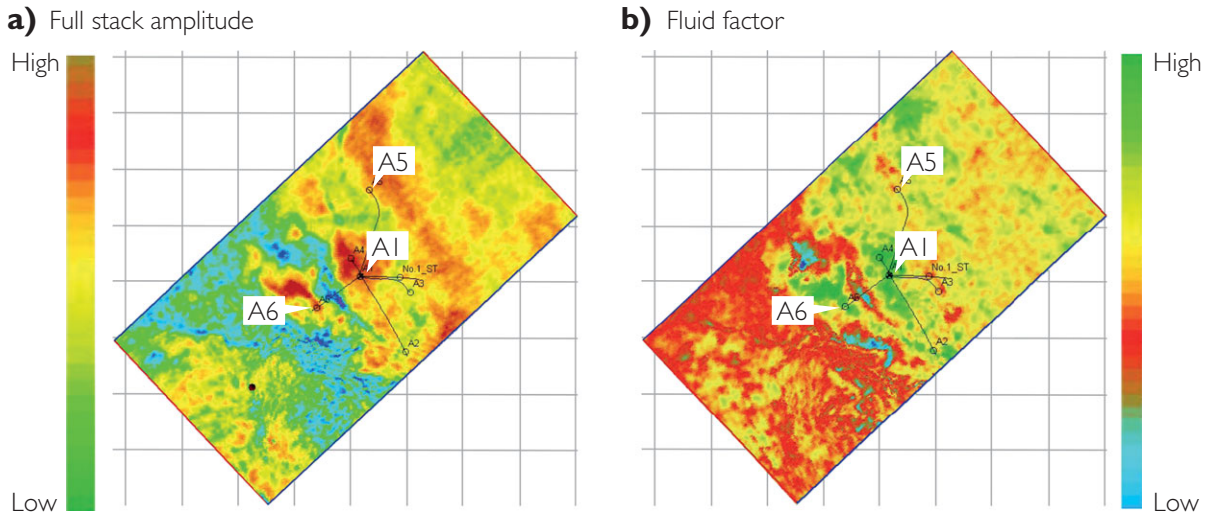 a) Full stack amplitude
High
Low
A5
A1
A4
No.1_ST
A3
A6
A2
b) Fluid factor
High
Low
A5
A1
A4
No.1_ST
A3
A6
A2